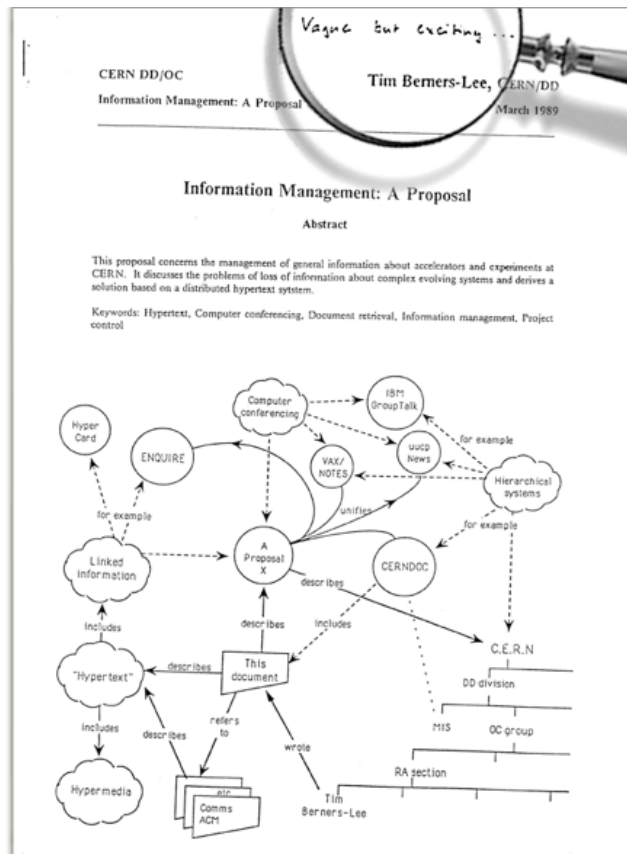 Vague but exciting ...
CERN DD/OC
Tim Berners-Lee, CERN/DD
Information Management: A Proposal
March 1989
Information Management: A Proposal
Abstract
This proposal concerns the management of general information about accelerators and experiments at
CERN. It discusses the problems of loss of information about complex evolving systems and derives a
solution based on a distributed hypertext sytstem.
Keywords: Hypertext, Computer conferencing, Document retrieval, Information management, Project
control
Computer
conferencing
IBM
GroupTalk
Hyper
Card
ENQUIRE
VAX/
NOTES
uucp
News
for example
Hierarchical
systems
for example
unifies
for example
Linked
information
A
Proposal
X
CERNDOC
describes
includes
describes
includes
C.E.R.N
"Hypertext"
describes
This
document
DD division
refers
to
includes
describes
wrote
MIS
OC group
RA section
Hypermedia
etc
Comms
ACM
Tim
Berners-Lee